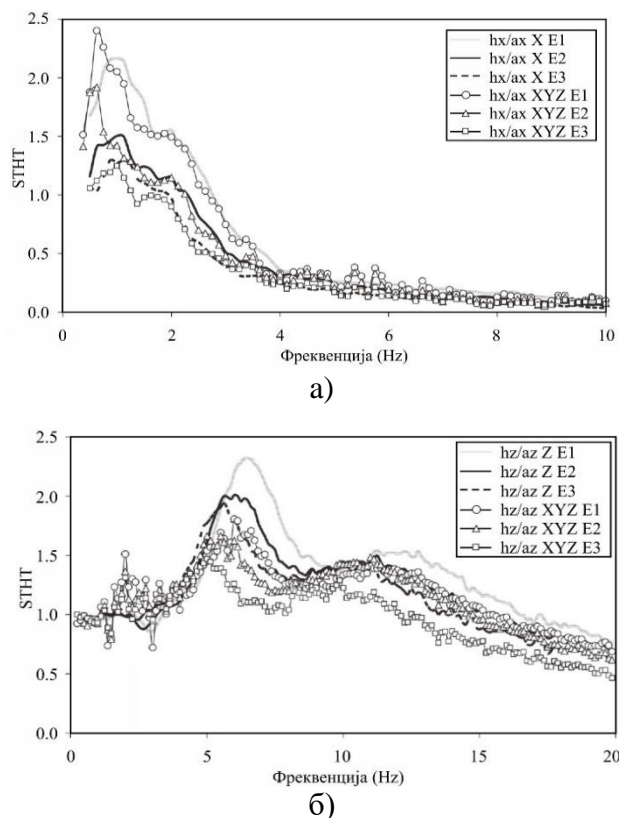 2.5
2.0
1.5
1.0
0.5
0.0
STHT
hx/ax X E1
hx/ax X E2
hx/ax X E3
hx/ax XYZ E1
hx/ax XYZ E2
hx/ax XYZ E3
0 2 4 6 8 10
Фреквенција (Hz)
а)
2.5
2.0
1.5
1.0
0.5
0.0
STHT
hz/az Z E1
hz/az Z E2
hz/az Z E3
hz/az XYZ E1
hz/az XYZ E2
hz/az XYZ E3
0 5 10 15 20
Фреквенција (Hz)
б)